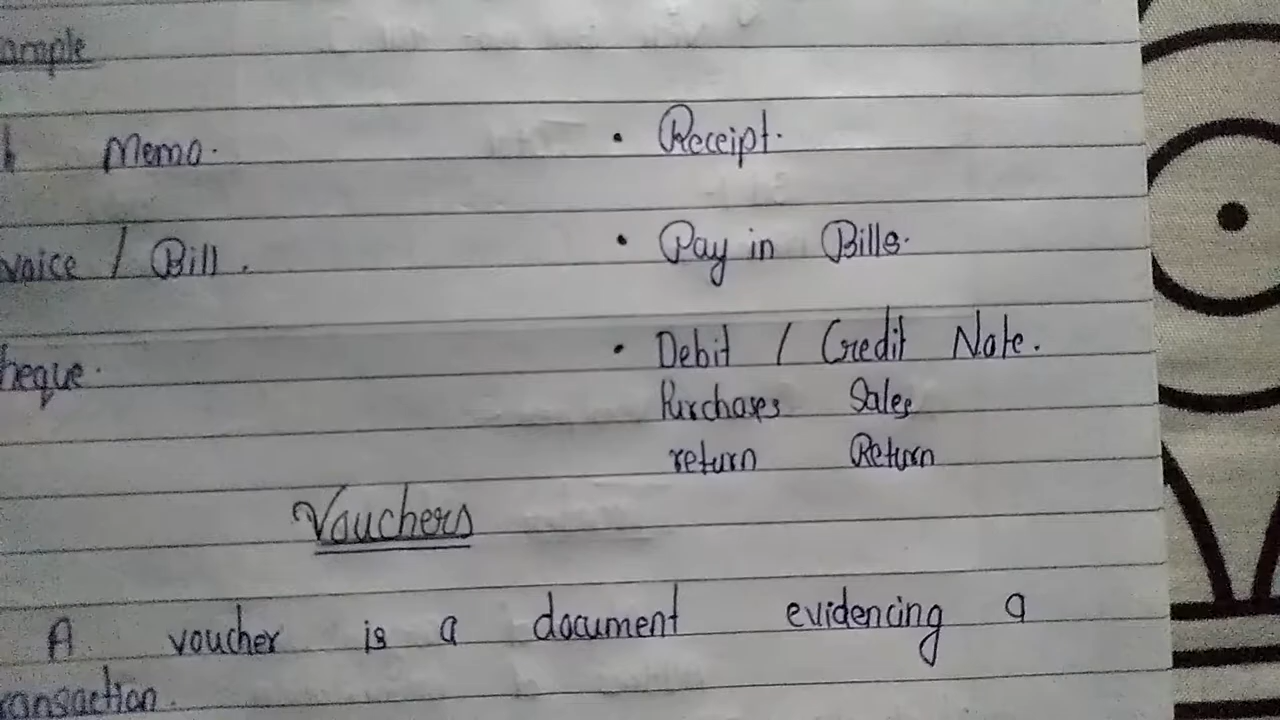 ample
h Memo.
• Receipt.
voice / Bill.
• Pay in Bills.
heque.
• Debit / Credit Note.
Purchases Sales
return Return
Vouchers
A voucher is a document evidencing a
ransaction.